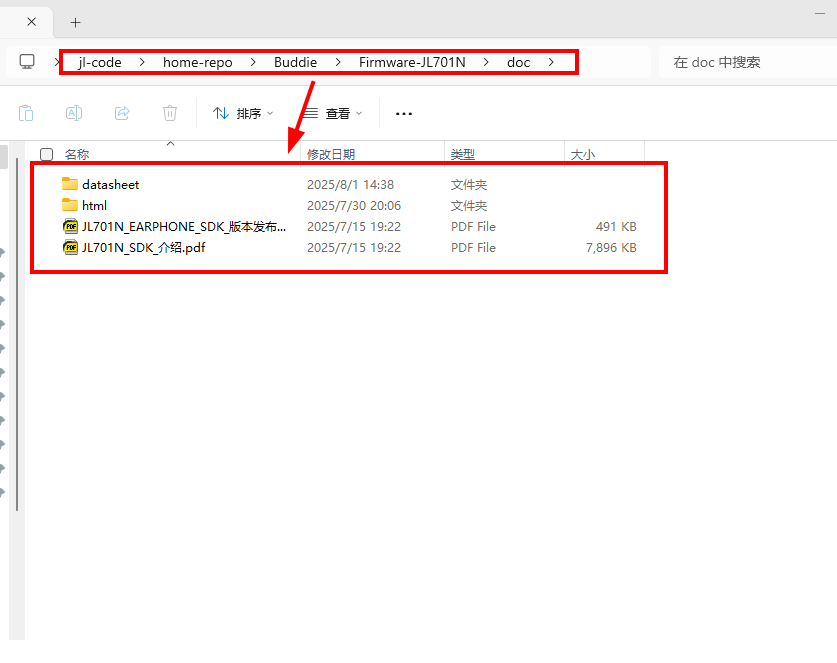 jl-code > home-repo > Buddie > Firmware-JL701N > doc >
在 doc 中搜索
排序 查看 ...
名称 修改日期 类型 大小
datasheet 2025/8/1 14:38 文件夹
html 2025/7/30 20:06 文件夹
JL701N_EARPHONE_SDK_版本发布... 2025/7/15 19:22 PDF File 491 KB
JL701N_SDK_介绍.pdf 2025/7/15 19:22 PDF File 7,896 KB